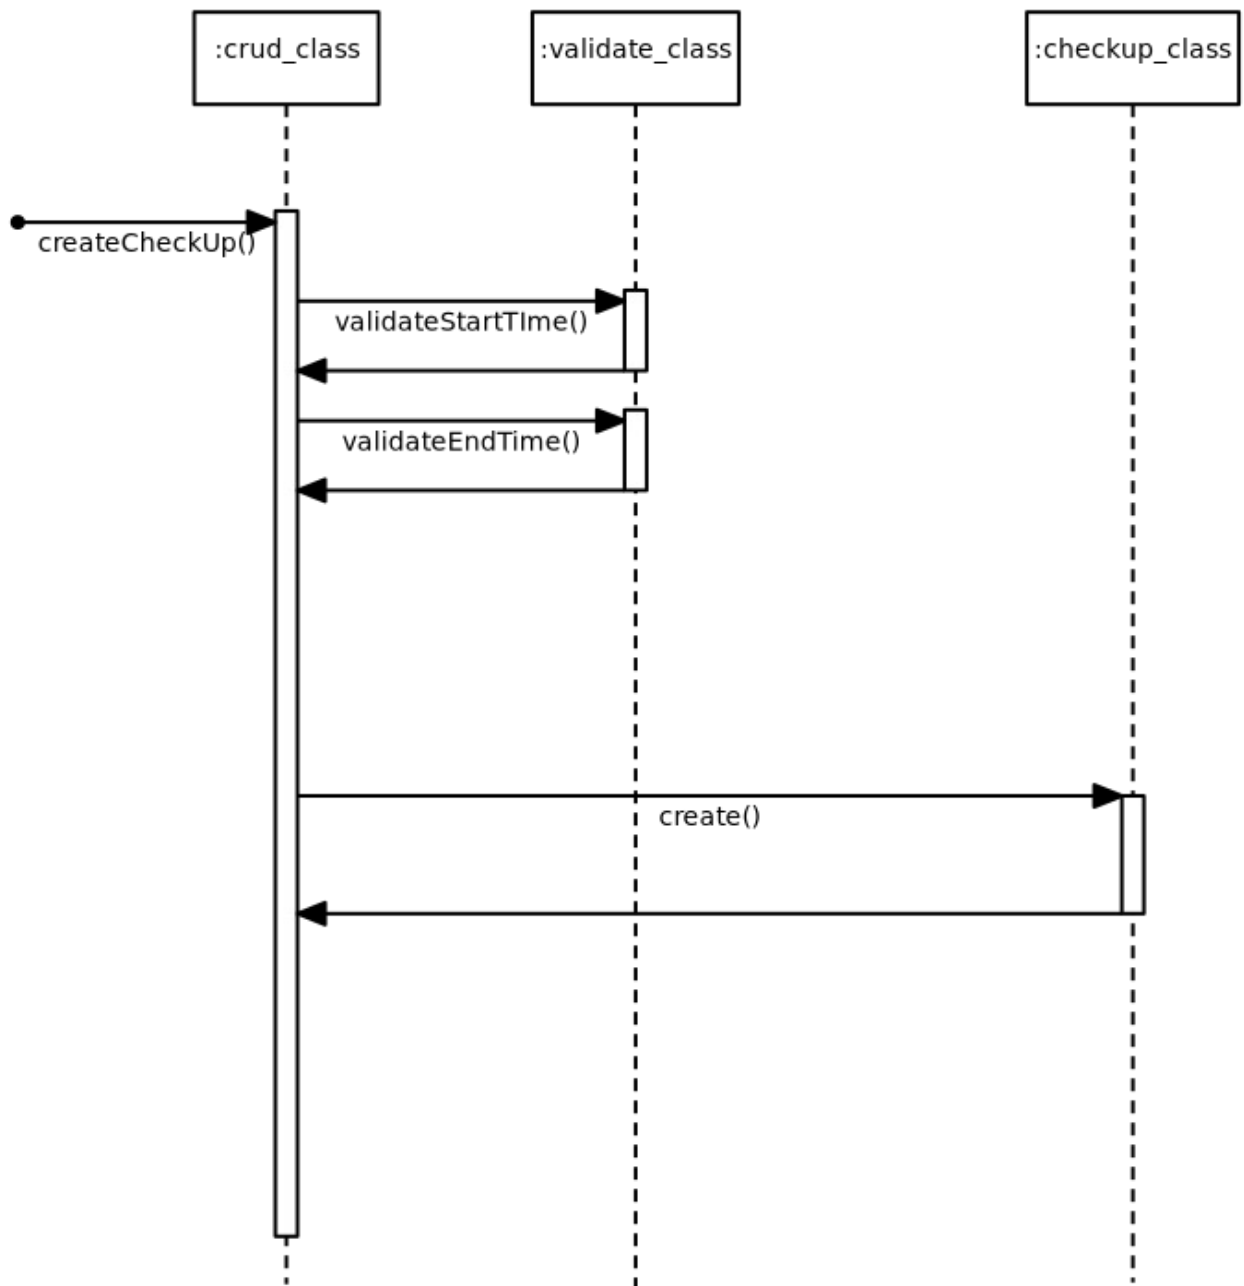 :crud_class
:validate_class
:checkup_class
createCheckUp()
validateStartTIme()
validateEndTime()
create()